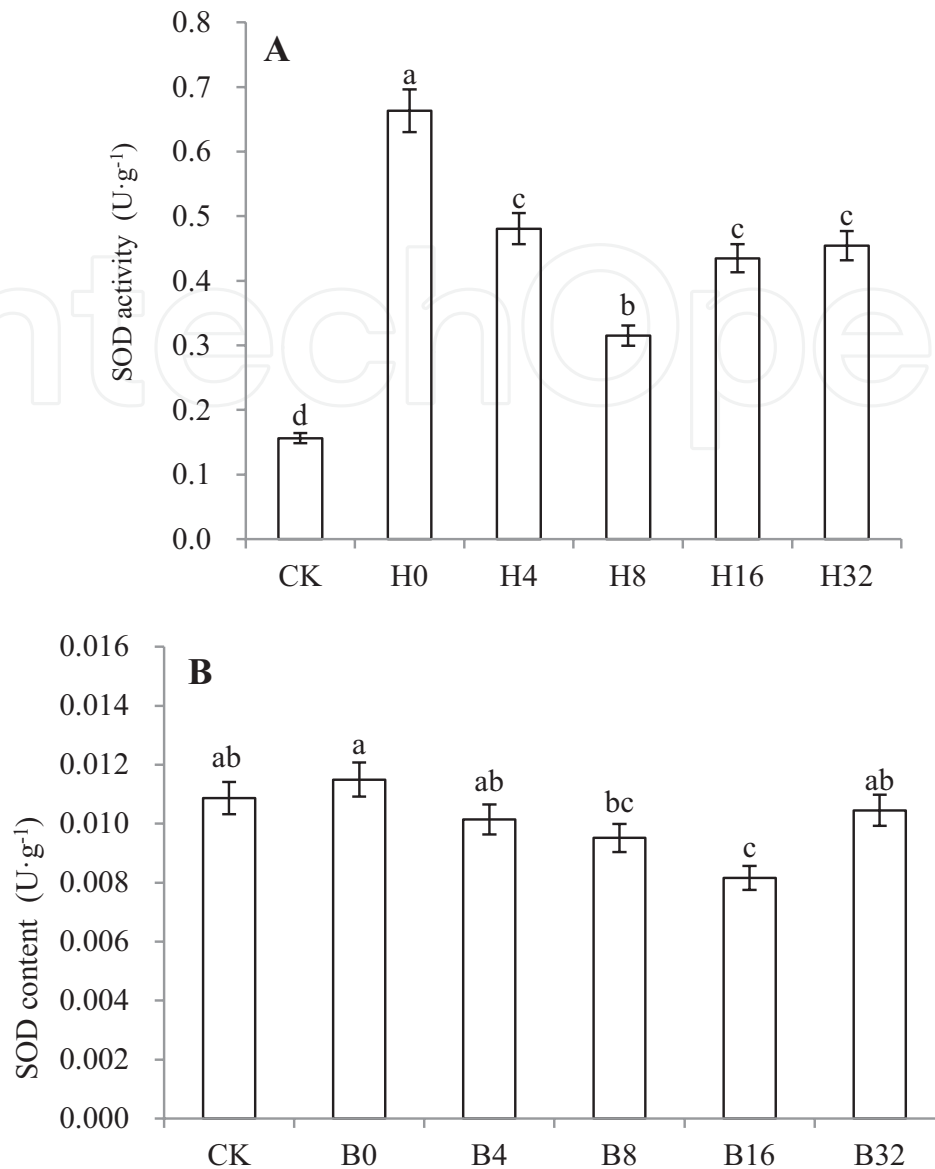 0.8
A
a
0.7
0.6
c
c
c
0.5
SOD activity (U·g⁻¹)
0.4
b
0.3
0.2
d
0.1
0.0
CK H0 H4 H8 H16 H32
ntechOpe
0.016
B
0.014
a
ab
0.012
ab
ab
bc
0.010
c
SOD content (U·g⁻¹)
0.008
0.006
0.004
0.002
0.000
CK B0 B4 B8 B16 B32